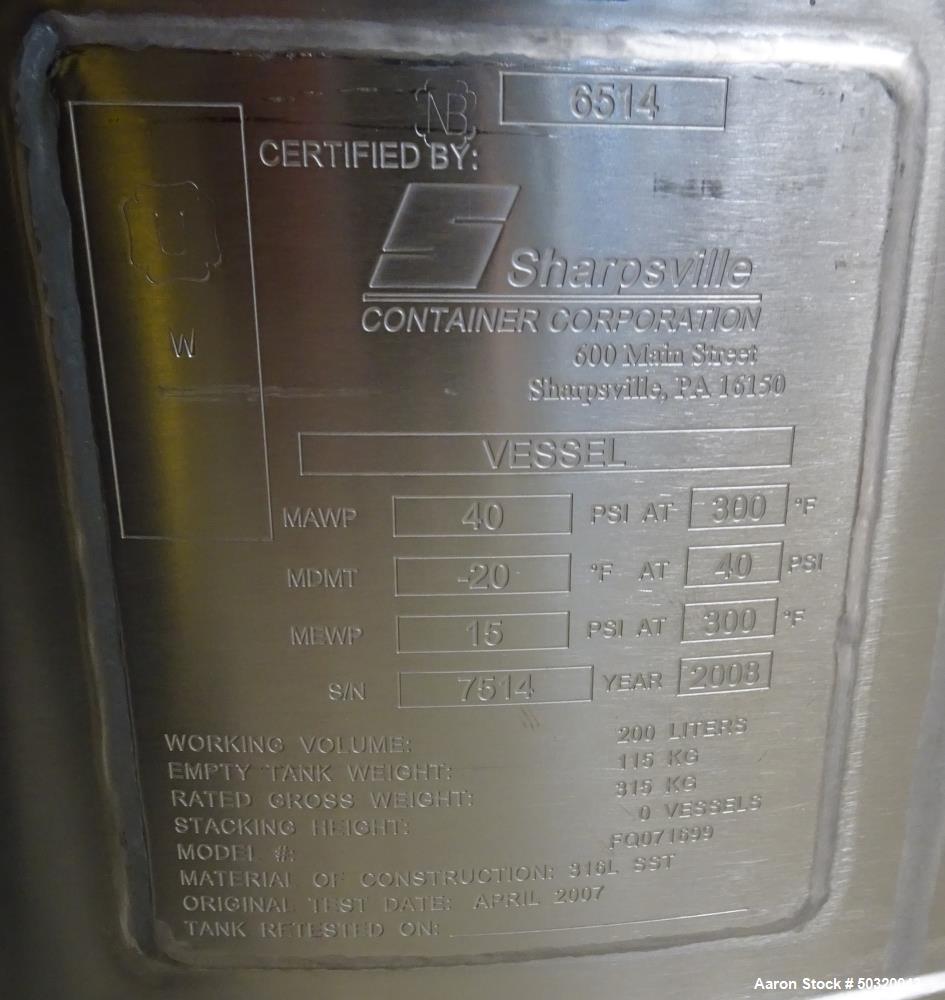 NB 6514
CERTIFIED BY:
U
S Sharpsville
CONTAINER CORPORATION
600 Main Street
Sharpsville, PA 16150
W
VESSEL
MAWP 40 PSI AT 300 °F
MDMT -20 °F AT 40 PSI
MEWP 15 PSI AT 300 °F
S/N 7514 YEAR 2008
WORKING VOLUME: 200 LITERS
EMPTY TANK WEIGHT: 115 KG
RATED GROSS WEIGHT: 315 KG
STACKING HEIGHT: 0 VESSELS
MODEL #: FQ071699
MATERIAL OF CONSTRUCTION: 316L SST
ORIGINAL TEST DATE: APRIL 2007
TANK RETESTED ON:
Aaron Stock #